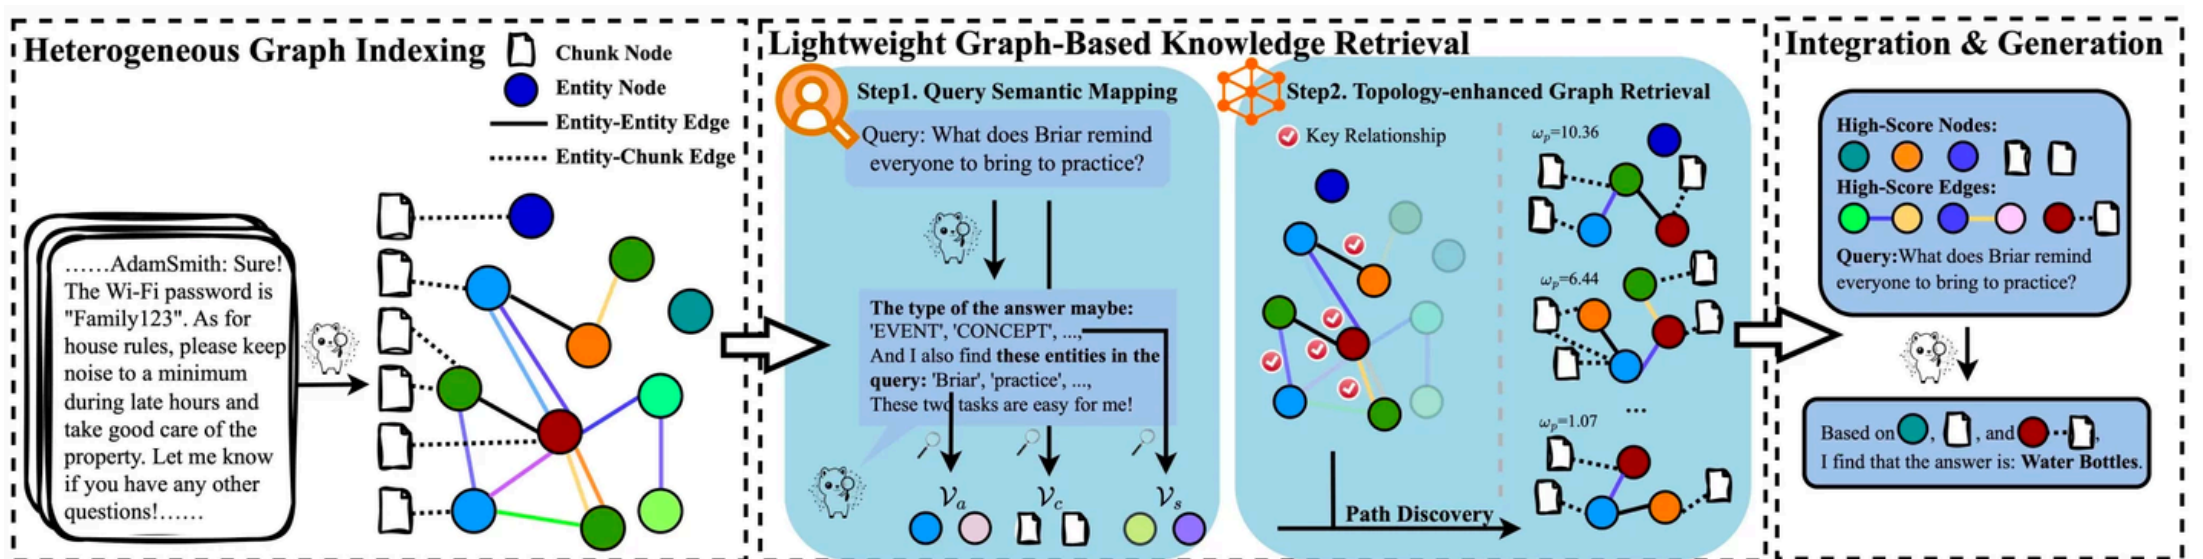 Heterogeneous Graph Indexing
Chunk Node
Entity Node
Entity-Entity Edge
Entity-Chunk Edge
......AdamSmith: Sure!
The Wi-Fi password is
"Family123". As for
house rules, please keep
noise to a minimum
during late hours and
take good care of the
property. Let me know
if you have any other
questions!......
Lightweight Graph-Based Knowledge Retrieval
Step1. Query Semantic Mapping
Query: What does Briar remind
everyone to bring to practice?
The type of the answer maybe:
'EVENT', 'CONCEPT', ...,
And I also find these entities in the
query: 'Briar', 'practice', ...,
These two tasks are easy for me!
𝒱ₐ
𝒱c
𝒱ₛ
Step2. Topology-enhanced Graph Retrieval
Key Relationship
ωₚ=10.36
ωₚ=6.44
...
ωₚ=1.07
Path Discovery
Integration & Generation
High-Score Nodes:
High-Score Edges:
Query:What does Briar remind
everyone to bring to practice?
Based on , , and ,
I find that the answer is: Water Bottles.